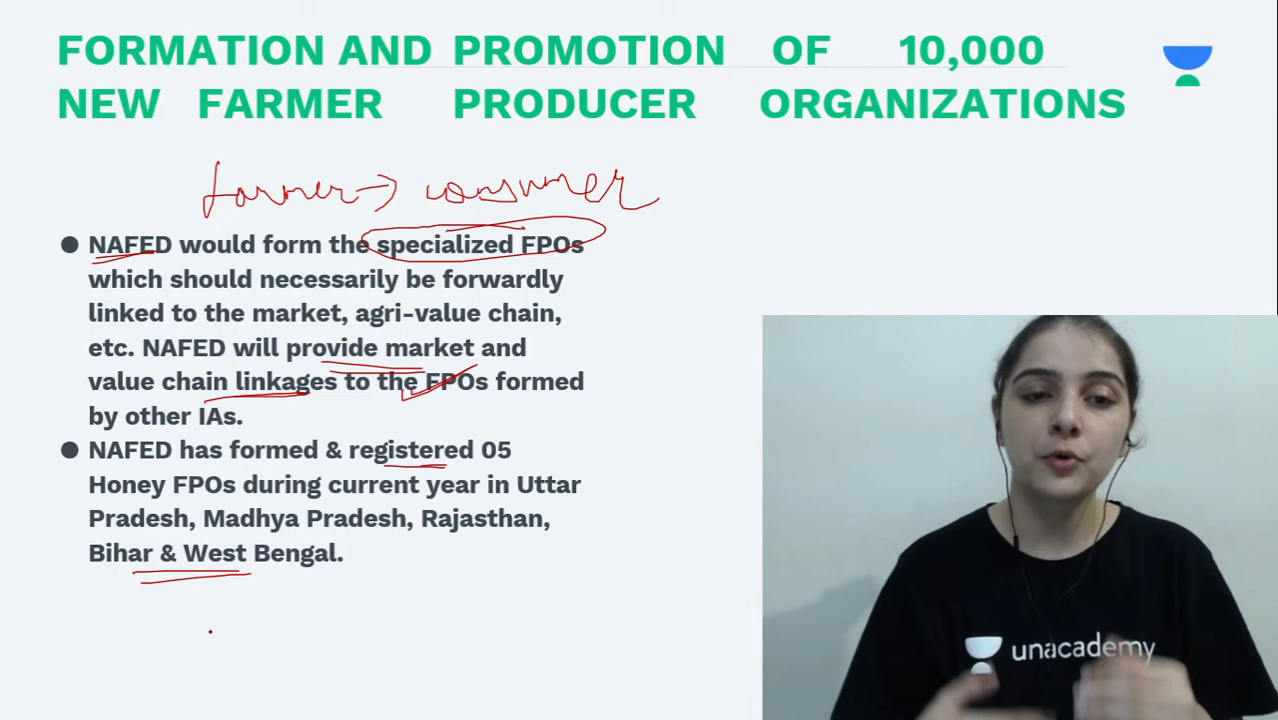 FORMATION AND PROMOTION OF 10,000
NEW FARMER PRODUCER ORGANIZATIONS
farmer → consumer
● NAFED would form the specialized FPOs
which should necessarily be forwardly
linked to the market, agri-value chain,
etc. NAFED will provide market and
value chain linkages to the FPOs formed
by other IAs.
● NAFED has formed & registered 05
Honey FPOs during current year in Uttar
Pradesh, Madhya Pradesh, Rajasthan,
Bihar & West Bengal.
unacademy